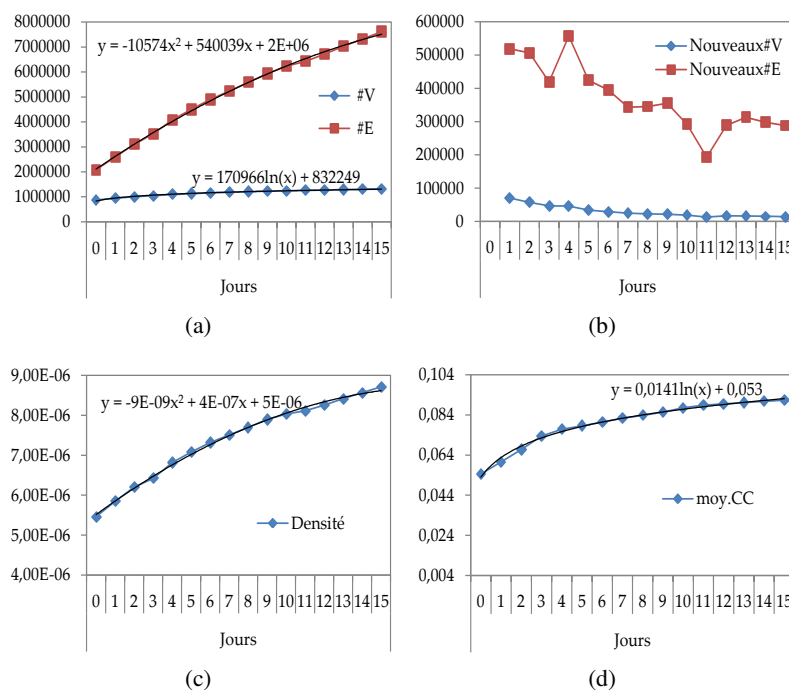 8000000
7000000
6000000
5000000
4000000
3000000
2000000
1000000
0
y = -10574x² + 540039x + 2E+06
#V
#E
y = 170966ln(x) + 832249
0 1 2 3 4 5 6 7 8 9 10 11 12 13 14 15
Jours
(a)
600000
500000
400000
300000
200000
100000
0
Nouveaux#V
Nouveaux#E
0 1 2 3 4 5 6 7 8 9 10 11 12 13 14 15
Jours
(b)
9,00E-06
8,00E-06
7,00E-06
6,00E-06
5,00E-06
4,00E-06
y = -9E-09x² + 4E-07x + 5E-06
Densité
0 1 2 3 4 5 6 7 8 9 10 11 12 13 14 15
Jours
(c)
0,104
0,084
0,064
0,044
0,024
0,004
y = 0,0141ln(x) + 0,053
moy.CC
0 1 2 3 4 5 6 7 8 9 10 11 12 13 14 15
Jours
(d)